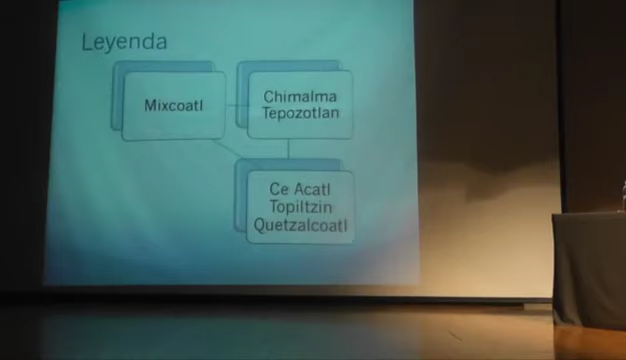 Leyenda
Mixcoatl
Chimalma
Tepozotlan
Ce Acatl
Topiltzin
Quetzalcoatl